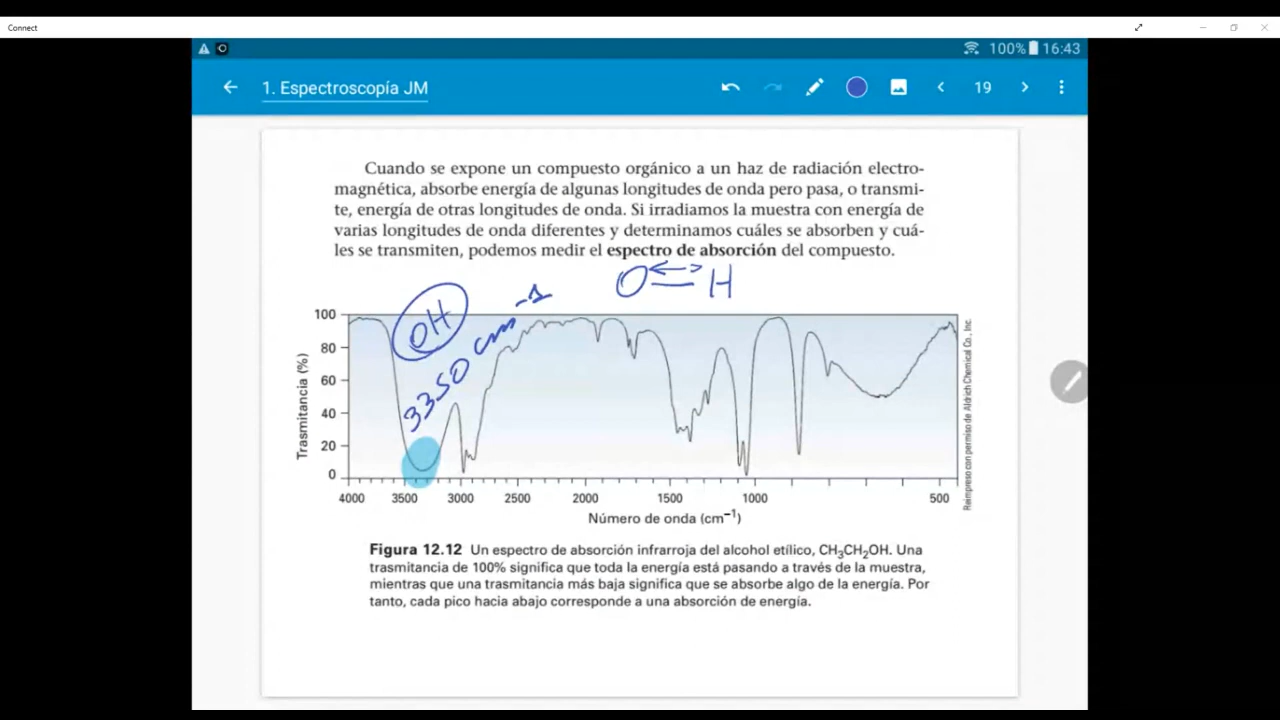 Connect
100% 16:43
1. Espectroscopía JM
19
Cuando se expone un compuesto orgánico a un haz de radiación electro-
magnética, absorbe energía de algunas longitudes de onda pero pasa, o transmi-
te, energía de otras longitudes de onda. Si irradiamos la muestra con energía de
varias longitudes de onda diferentes y determinamos cuáles se absorben y cuá-
les se transmiten, podemos medir el espectro de absorción del compuesto.
O H
OH
3350 cm⁻¹
100
80
60
40
20
0
Trasmitancia (%)
4000 3500 3000 2500 2000 1500 1000 500
Número de onda (cm⁻¹)
Reimpreso con permiso de Aldrich Chemical Co., Inc.
Figura 12.12 Un espectro de absorción infrarroja del alcohol etílico, CH₃CH₂OH. Una
trasmitancia de 100% significa que toda la energía está pasando a través de la muestra,
mientras que una trasmitancia más baja significa que se absorbe algo de la energía. Por
tanto, cada pico hacia abajo corresponde a una absorción de energía.